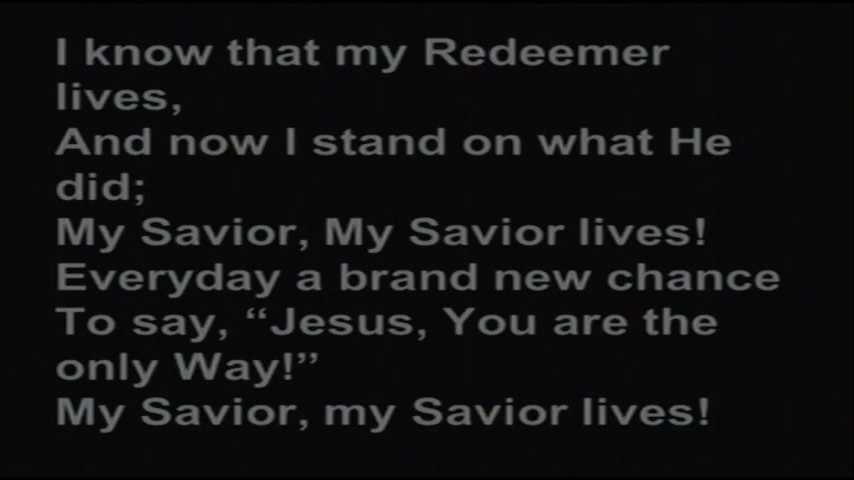 I know that my Redeemer
lives,
And now I stand on what He
did;
My Savior, My Savior lives!
Everyday a brand new chance
To say, “Jesus, You are the
only Way!”
My Savior, my Savior lives!